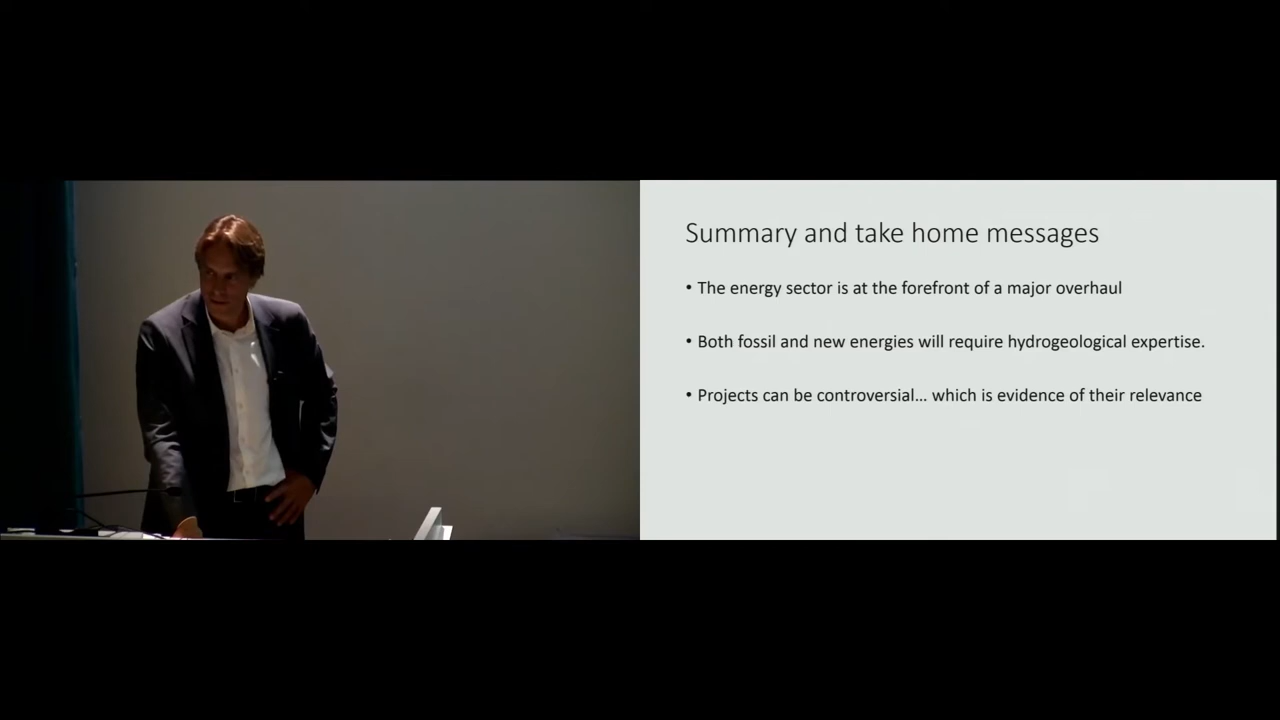 Summary and take home messages
• The energy sector is at the forefront of a major overhaul
• Both fossil and new energies will require hydrogeological expertise.
• Projects can be controversial... which is evidence of their relevance